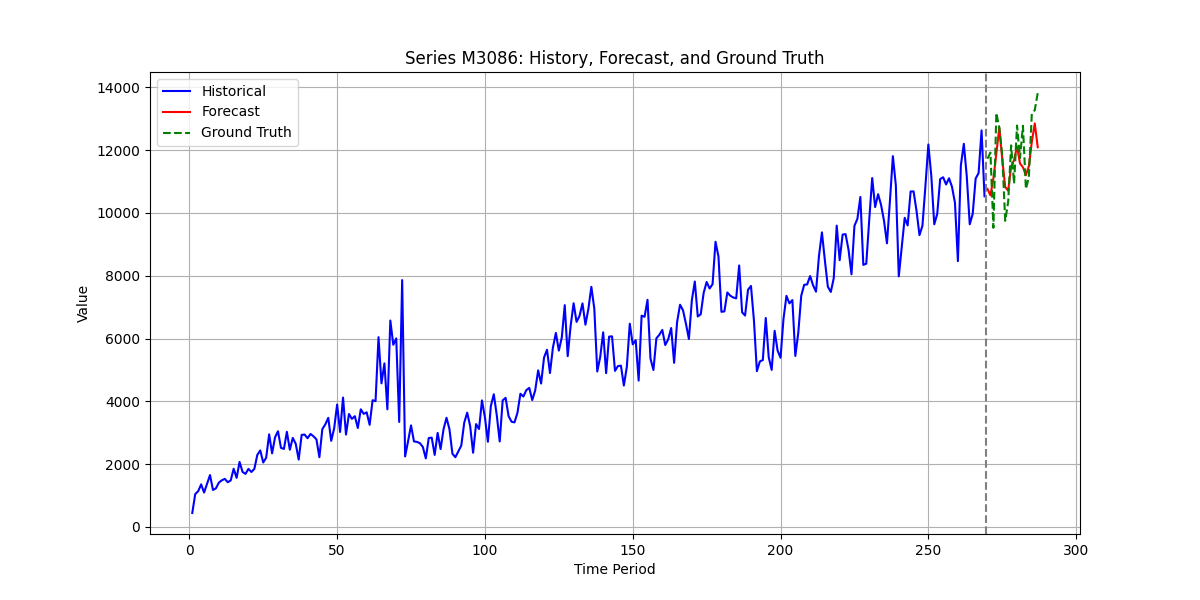 Series M3086: History, Forecast, and Ground Truth
Historical
Forecast
Ground Truth
14000
12000
10000
8000
6000
4000
2000
0
Value
0 50 100 150 200 250 300
Time Period